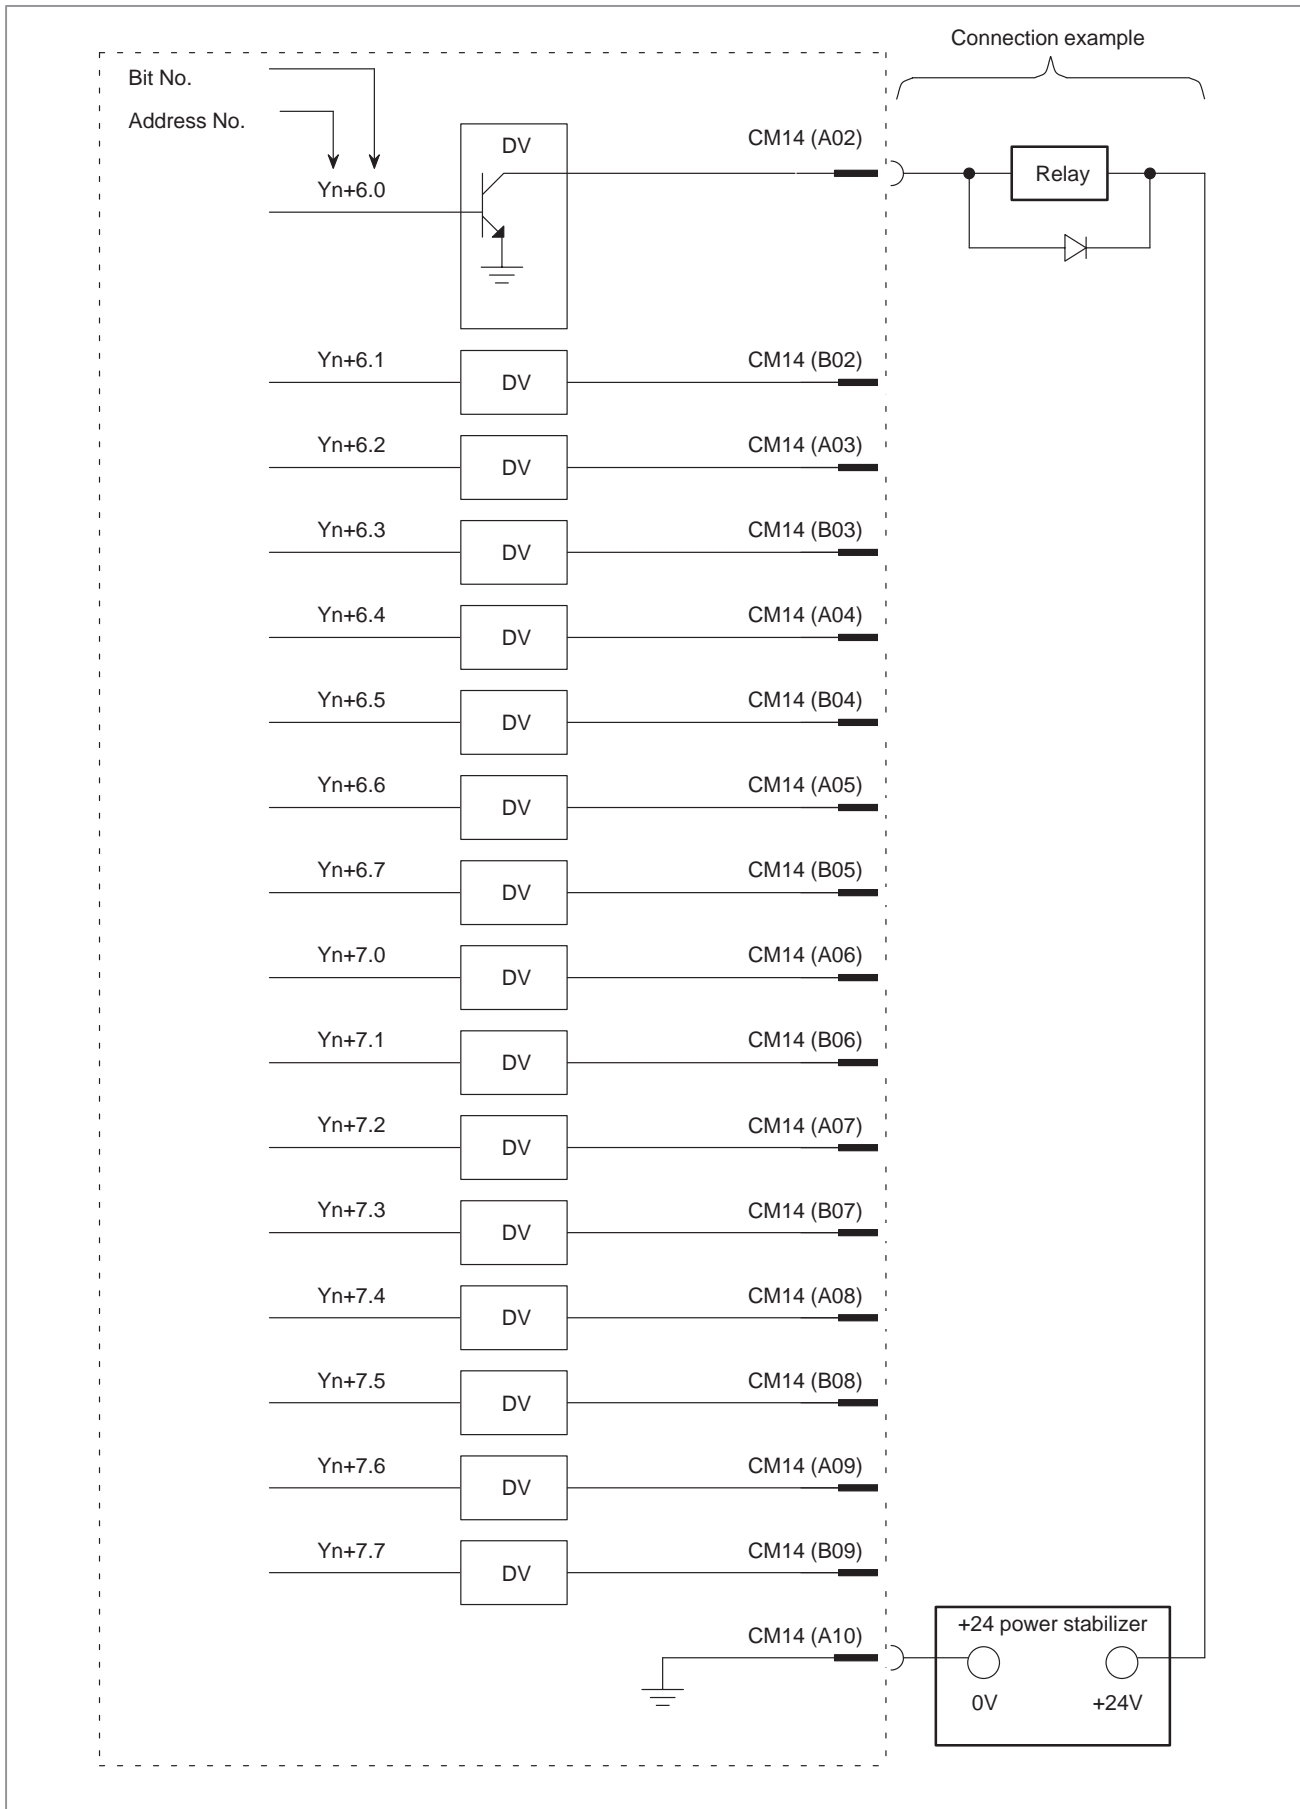 Connection example
Bit No.
Address No.
DV
CM14 (A02)
Relay
Yn+6.0
Yn+6.1
DV
CM14 (B02)
Yn+6.2
DV
CM14 (A03)
Yn+6.3
DV
CM14 (B03)
Yn+6.4
DV
CM14 (A04)
Yn+6.5
DV
CM14 (B04)
Yn+6.6
DV
CM14 (A05)
Yn+6.7
DV
CM14 (B05)
Yn+7.0
DV
CM14 (A06)
Yn+7.1
DV
CM14 (B06)
Yn+7.2
DV
CM14 (A07)
Yn+7.3
DV
CM14 (B07)
Yn+7.4
DV
CM14 (A08)
Yn+7.5
DV
CM14 (B08)
Yn+7.6
DV
CM14 (A09)
Yn+7.7
DV
CM14 (B09)
CM14 (A10)
+24 power stabilizer
0V
+24V